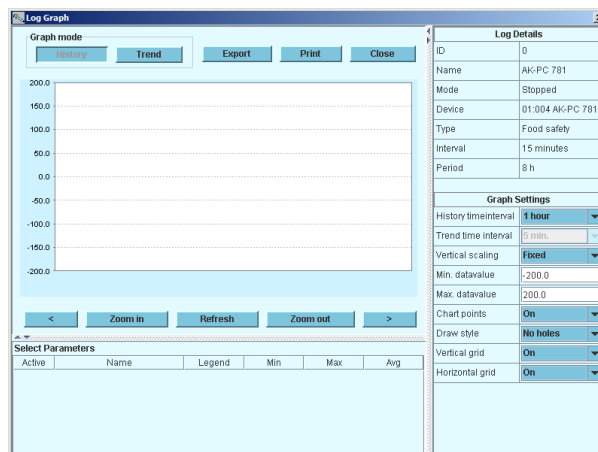 Log Graph
Graph mode
History Trend Export Print Close
200.0
150.0
100.0
50.0
0.0
-50.0
-100.0
-150.0
-200.0
< Zoom in Refresh Zoom out >
Select Parameters
Active Name Legend Min Max Avg
Log Details
ID 0
Name AK-PC 781
Mode Stopped
Device 01:004 AK-PC 781
Type Food safety
Interval 15 minutes
Period 8 h
Graph Settings
History timeinterval 1 hour
Trend time interval 5 min.
Vertical scaling Fixed
Min. datavalue -200.0
Max. datavalue 200.0
Chart points On
Draw style No holes
Vertical grid On
Horizontal grid On